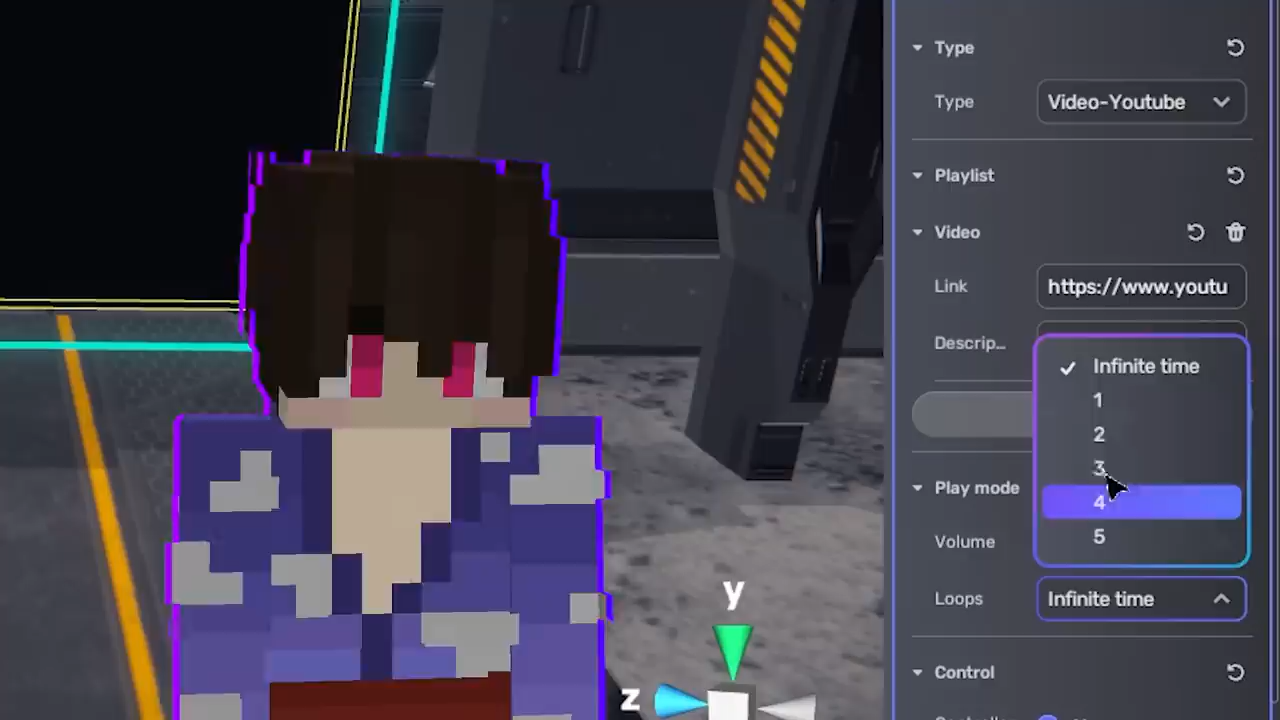 Type
Type
Video-Youtube
Playlist
Video
Link
https://www.youtu
Descrip...
Infinite time
1
2
3
4
5
Play mode
Volume
Loops
Infinite time
Control
y
z